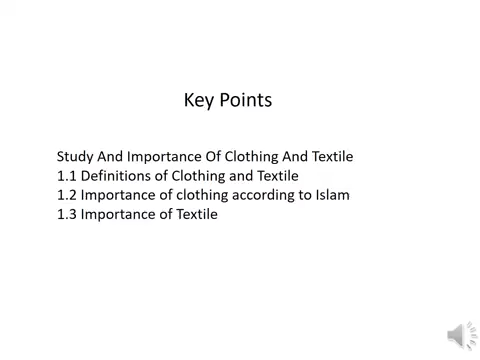 Key Points
Study And Importance Of Clothing And Textile
1.1 Definitions of Clothing and Textile
1.2 Importance of clothing according to Islam
1.3 Importance of Textile